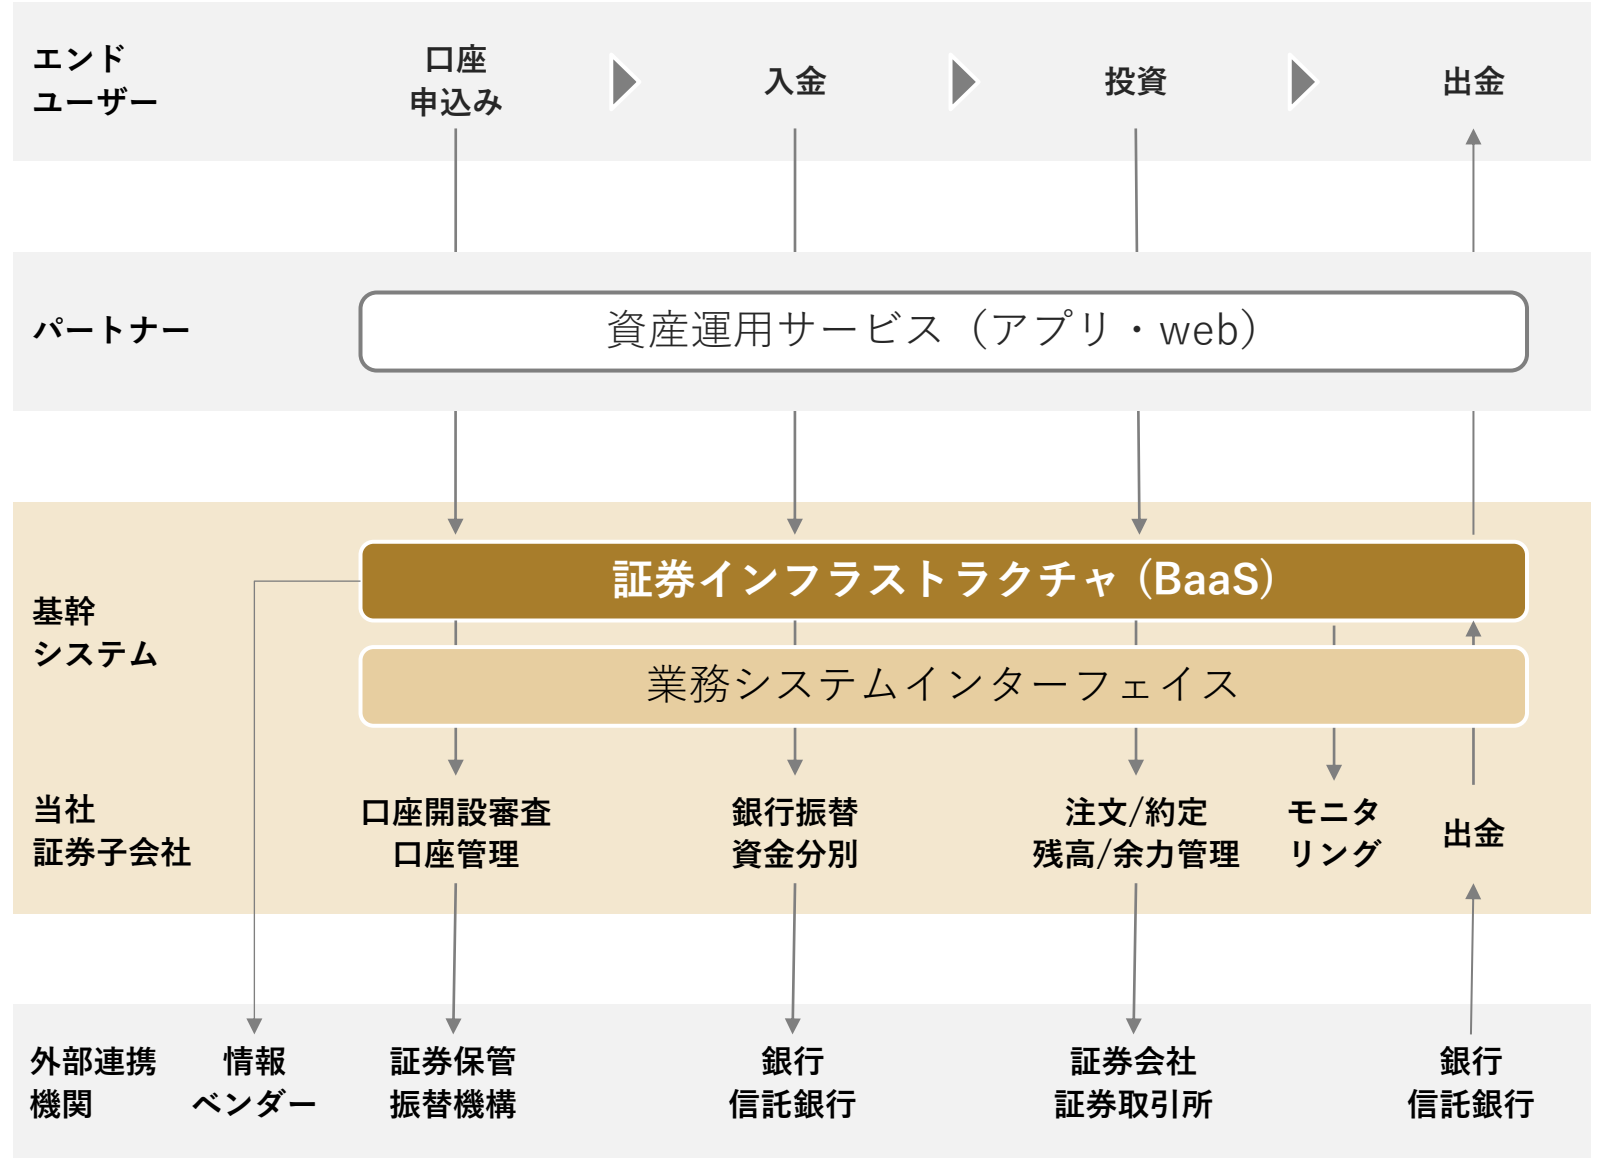 エンド
ユーザー
口座
申込み
入金
投資
出金
パートナー
資産運用サービス（アプリ・web）
基幹
システム
証券インフラストラクチャ (BaaS)
業務システムインターフェイス
当社
証券子会社
口座開設審査
口座管理
銀行振替
資金分別
注文/約定
残高/余力管理
モニタ
リング
出金
外部連携
機関
情報
ベンダー
証券保管
振替機構
銀行
信託銀行
証券会社
証券取引所
銀行
信託銀行